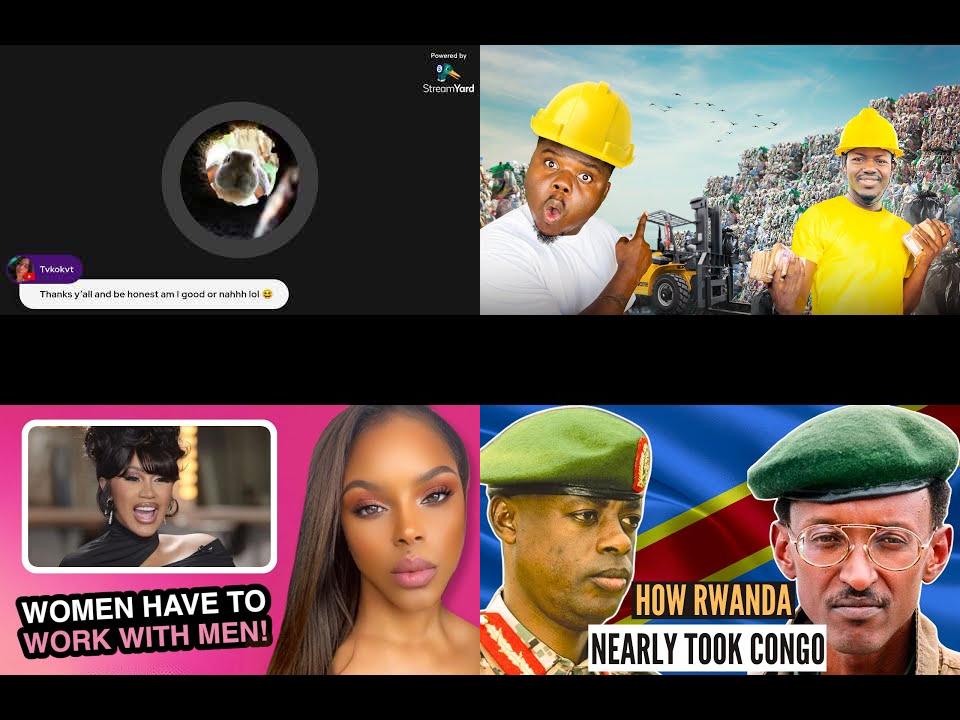 Powered by
StreamYard
Tvkokvt
Thanks y'all and be honest am I good or nahhh lol 😆
WOMEN HAVE TO
WORK WITH MEN!
HOW RWANDA
NEARLY TOOK CONGO